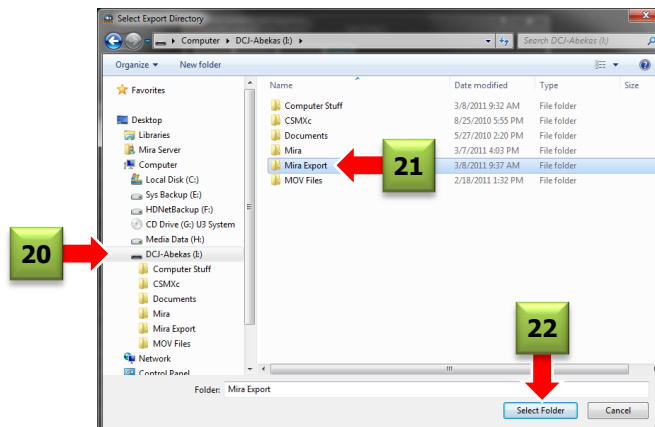 Select Export Directory
Computer ▸ DCJ-Abekas (I:) ▸
Search DCJ-Abekas (I:)
Organize ▾ New folder
Name Date modified Type Size
Favorites
Desktop
Libraries
Mira Server
Computer
Local Disk (C:)
Sys Backup (E:)
HDNetBackup (F:)
CD Drive (G:) U3 System
Media Data (H:)
DCJ-Abekas (I:)
Computer Stuff
CSMXc
Documents
Mira
Mira Export
MOV Files
Network
Control Panel
Computer Stuff 3/8/2011 9:32 AM File folder
CSMXc 8/25/2010 5:55 PM File folder
Documents 5/27/2010 2:20 PM File folder
Mira 3/7/2011 4:03 PM File folder
Mira Export 3/8/2011 9:37 AM File folder
MOV Files 2/18/2011 1:32 PM File folder
21
20
22
Folder: Mira Export
Select Folder Cancel